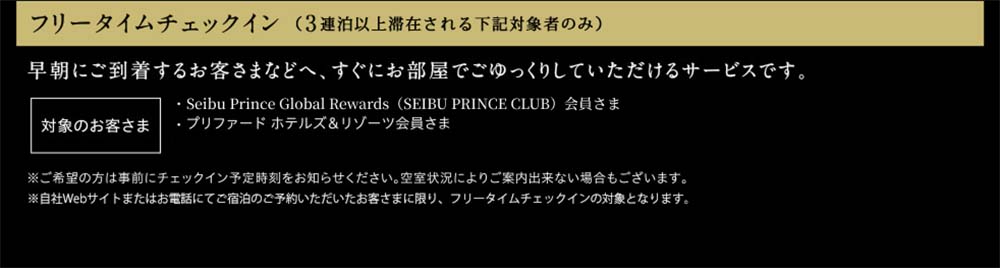 フリータイムチェックイン（3連泊以上滞在される下記対象者のみ）
早朝にご到着するお客さまなどへ、すぐにお部屋でごゆっくりしていただけるサービスです。
対象のお客さま
・Seibu Prince Global Rewards（SEIBU PRINCE CLUB）会員さま
・プリファード ホテルズ＆リゾーツ会員さま
※ご希望の方は事前にチェックイン予定時刻をお知らせください。空室状況によりご案内出来ない場合もございます。
※自社Webサイトまたはお電話にてご宿泊のご予約いただいたお客さまに限り、フリータイムチェックインの対象となります。